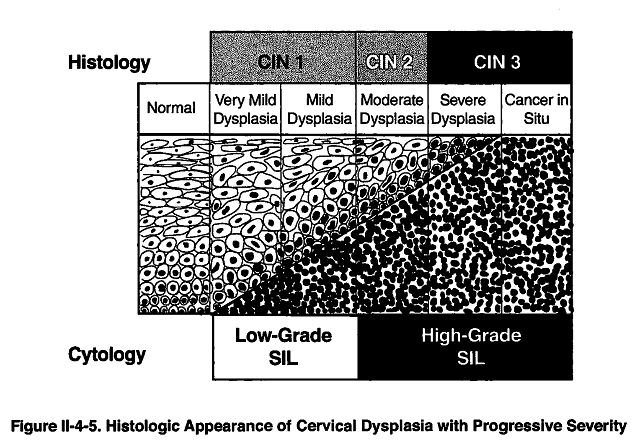 Histology
CIN 1
CIN 2
CIN 3
Normal
Very Mild
Dysplasia
Mild
Dysplasia
Moderate
Dysplasia
Severe
Dysplasia
Cancer in
Situ
Cytology
Low-Grade
SIL
High-Grade
SIL
Figure II-4-5. Histologic Appearance of Cervical Dysplasia with Progressive Severity